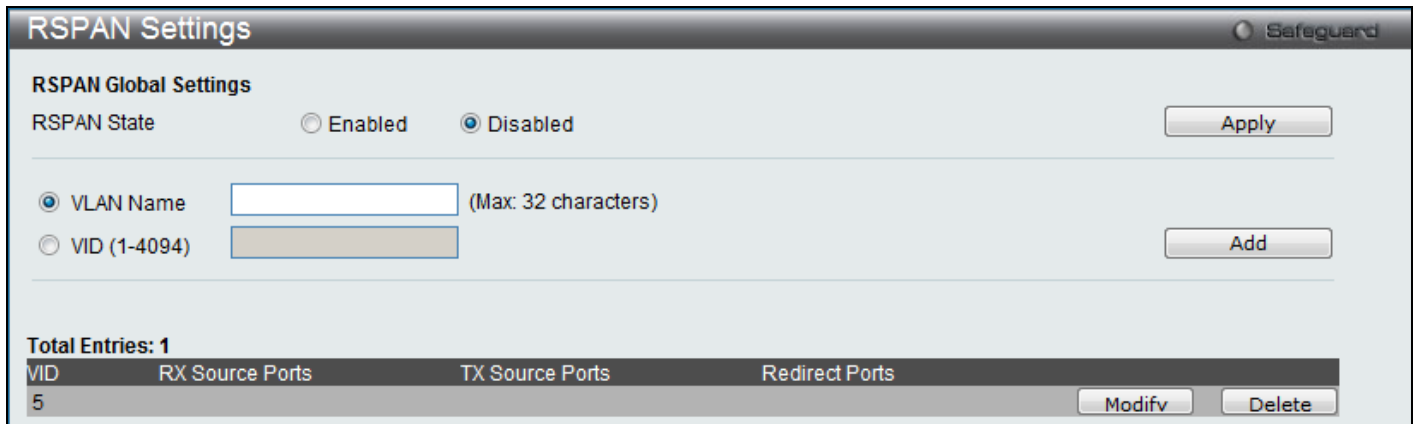 RSPAN Settings
Safeguard
RSPAN Global Settings
RSPAN State Enabled Disabled Apply
VLAN Name (Max: 32 characters)
VID (1-4094) Add
Total Entries: 1
VID RX Source Ports TX Source Ports Redirect Ports
5 Modify Delete